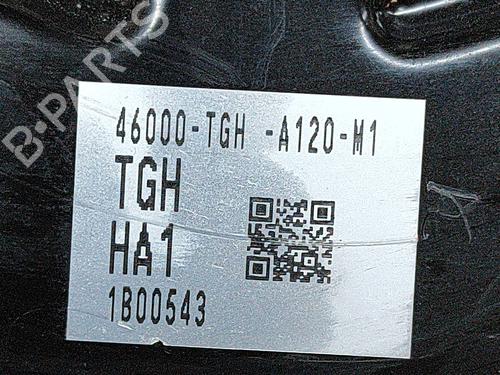 B-PARTS
46000-TGH -A120-M1
TGH
HA1
1B00543